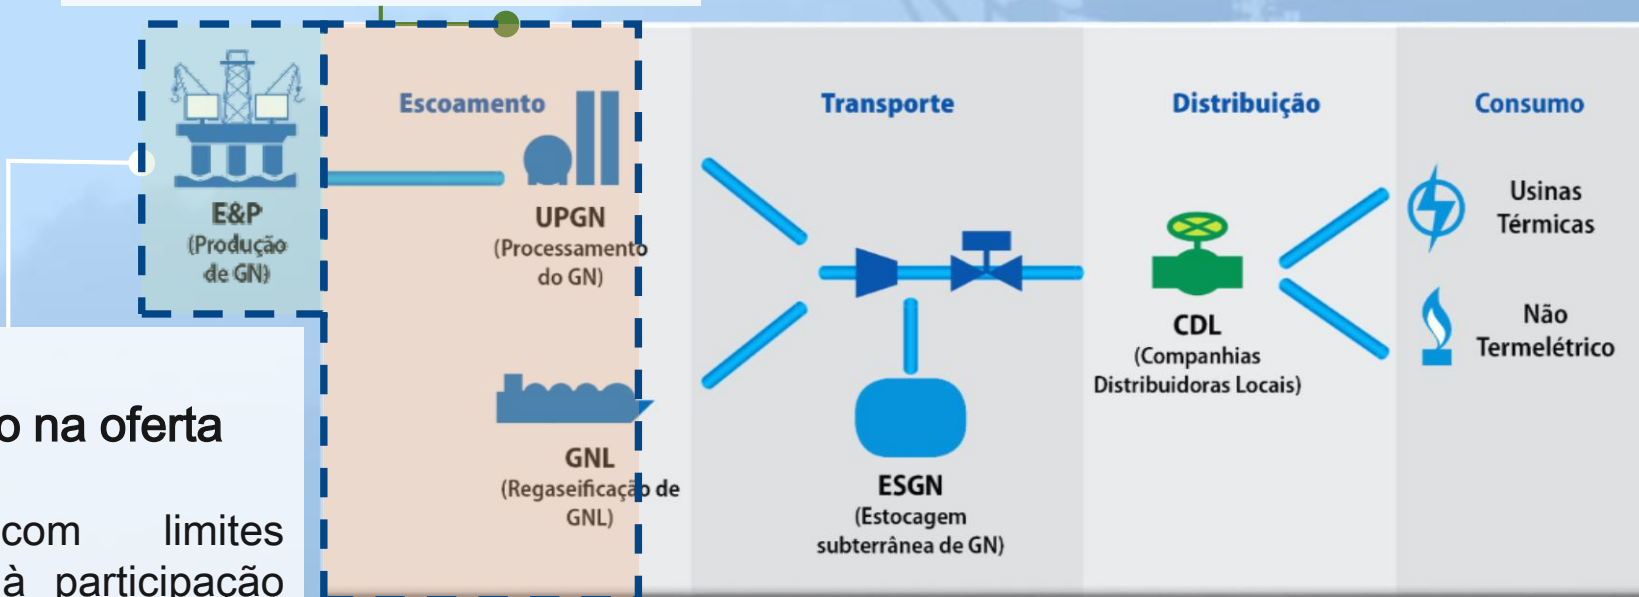 Escoamento
Transporte
Distribuição
Consumo
E&P
(Produção
de GN)
UPGN
(Processamento
do GN)
GNL
(Regaseificação de
GNL)
ESGN
(Estocagem
subterrânea de GN)
CDL
(Companhias
Distribuidoras Locais)
Usinas
Térmicas
Não
Termelétrico
o na oferta
com limites
à participação